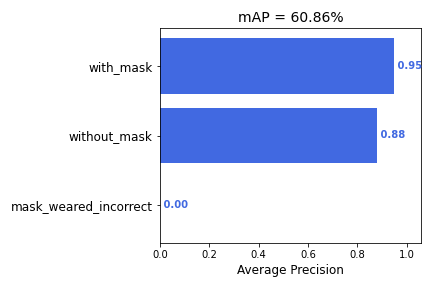 mAP = 60.86%
with_mask
0.95
without_mask
0.88
mask_weared_incorrect
0.00
0.0 0.2 0.4 0.6 0.8 1.0
Average Precision